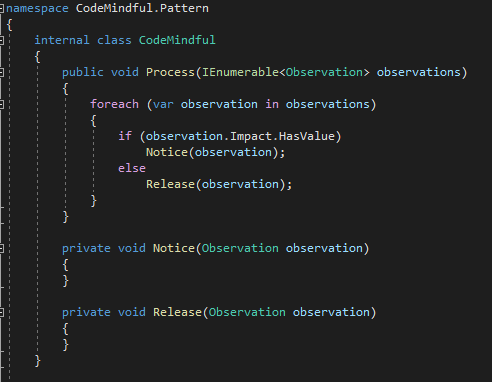 namespace CodeMindful.Pattern
{
    internal class CodeMindful
    {
        public void Process(IEnumerable<Observation> observations)
        {
            foreach (var observation in observations)
            {
                if (observation.Impact.HasValue)
                    Notice(observation);
                else
                    Release(observation);
            }
        }

        private void Notice(Observation observation)
        {
        }

        private void Release(Observation observation)
        {
        }
    }